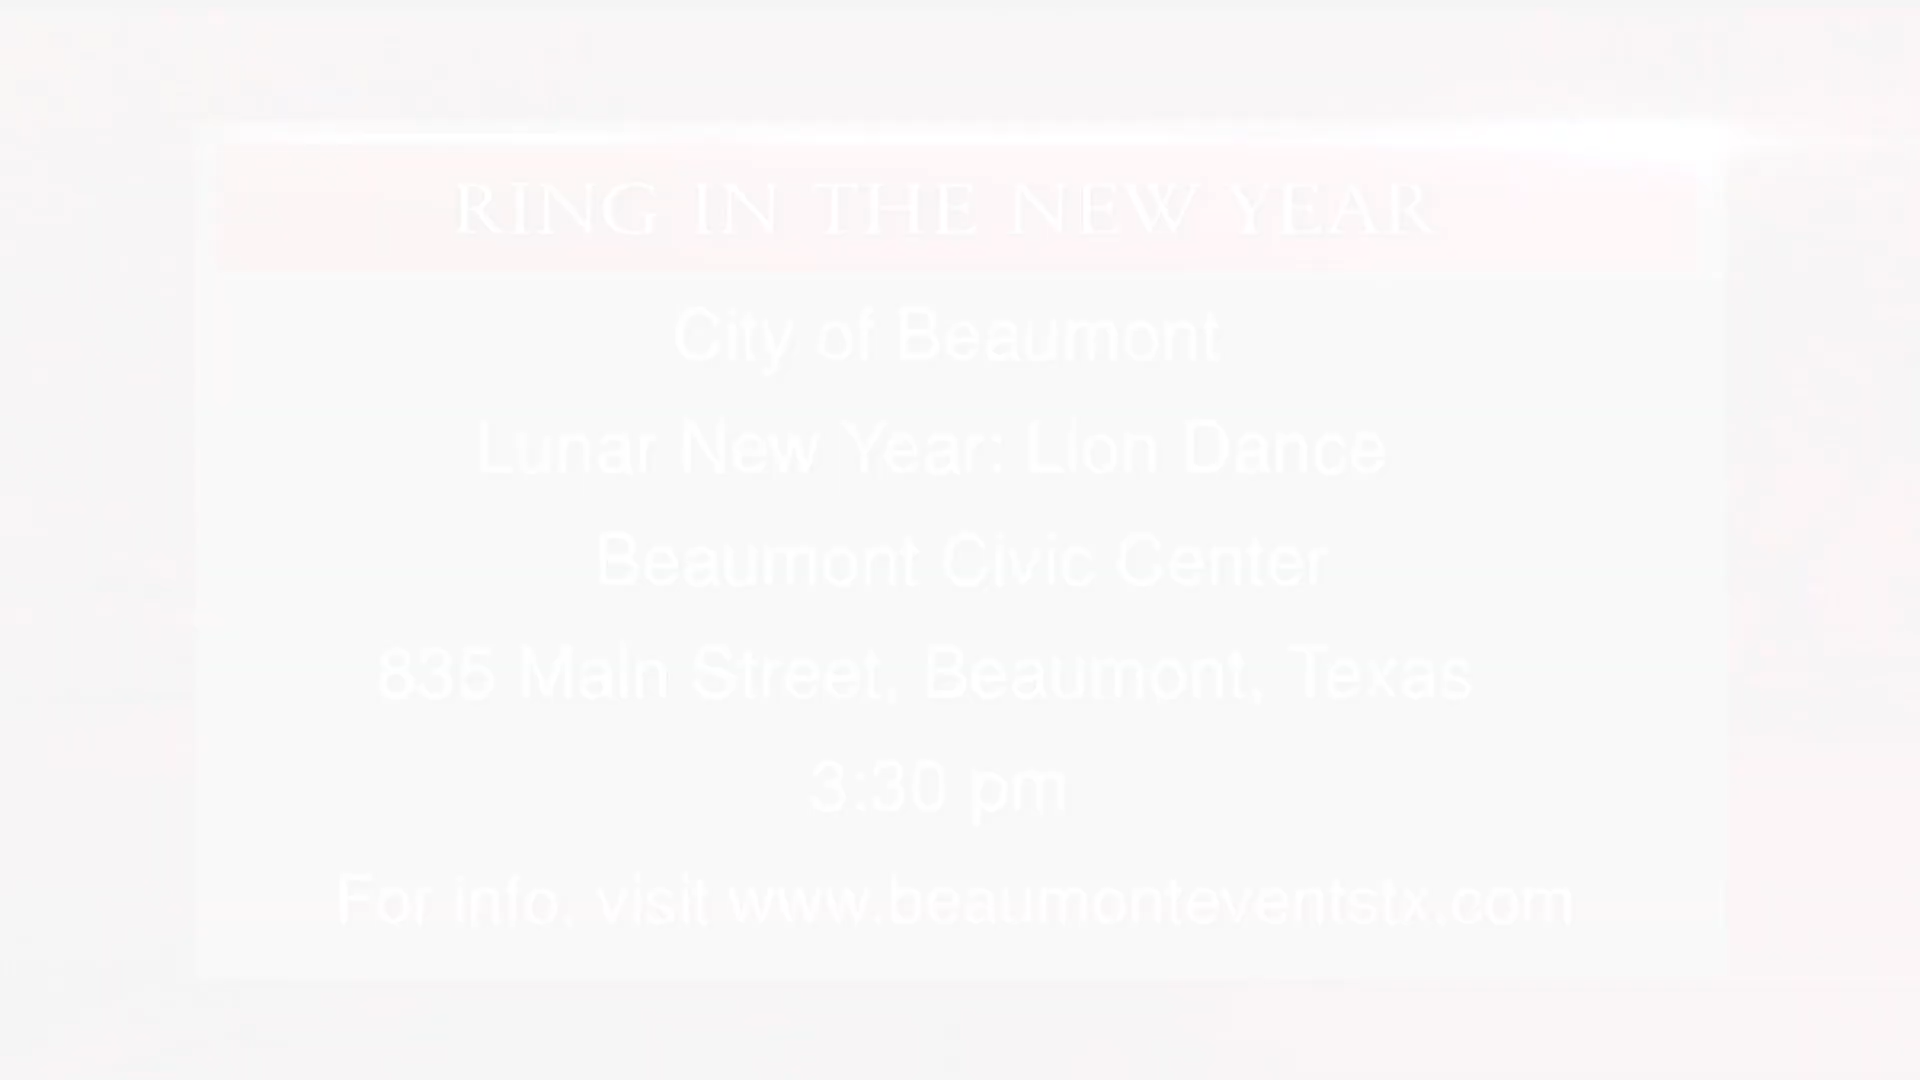 RING IN THE NEW YEAR
City of Beaumont
Lunar New Year: Lion Dance
Beaumont Civic Center
835 Main Street, Beaumont, Texas
3:30 pm
For info, visit www.beaumonteventstx.com